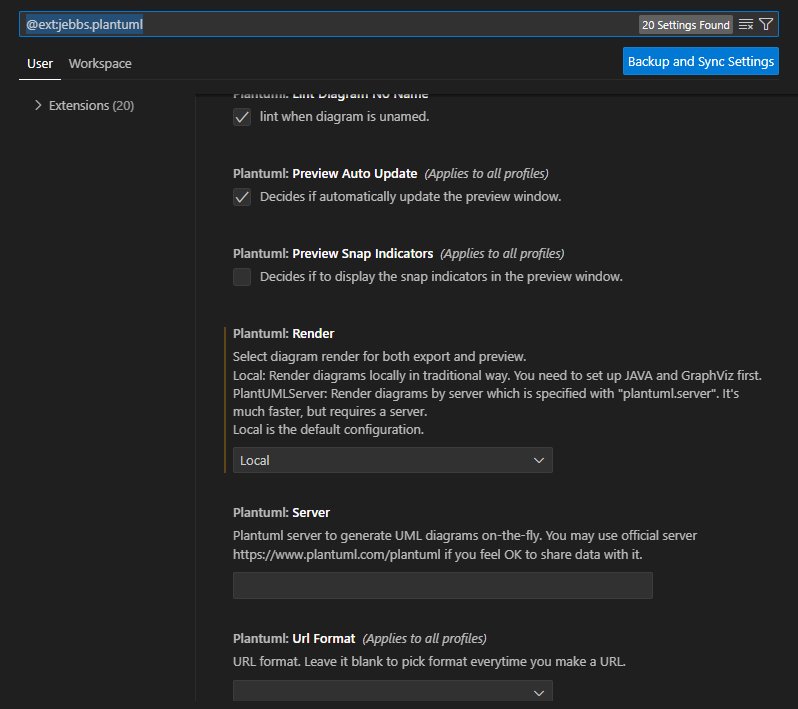 @ext:jebbs.plantuml
20 Settings Found
User
Workspace
Backup and Sync Settings
Extensions (20)
Plantuml: Lint Diagram No Name
lint when diagram is unamed.
Plantuml: Preview Auto Update (Applies to all profiles)
Decides if automatically update the preview window.
Plantuml: Preview Snap Indicators (Applies to all profiles)
Decides if to display the snap indicators in the preview window.
Plantuml: Render
Select diagram render for both export and preview.
Local: Render diagrams locally in traditional way. You need to set up JAVA and GraphViz first.
PlantUMLServer: Render diagrams by server which is specified with "plantuml.server". It's
much faster, but requires a server.
Local is the default configuration.
Local
Plantuml: Server
Plantuml server to generate UML diagrams on-the-fly. You may use official server
https://www.plantuml.com/plantuml if you feel OK to share data with it.
Plantuml: Url Format (Applies to all profiles)
URL format. Leave it blank to pick format everytime you make a URL.